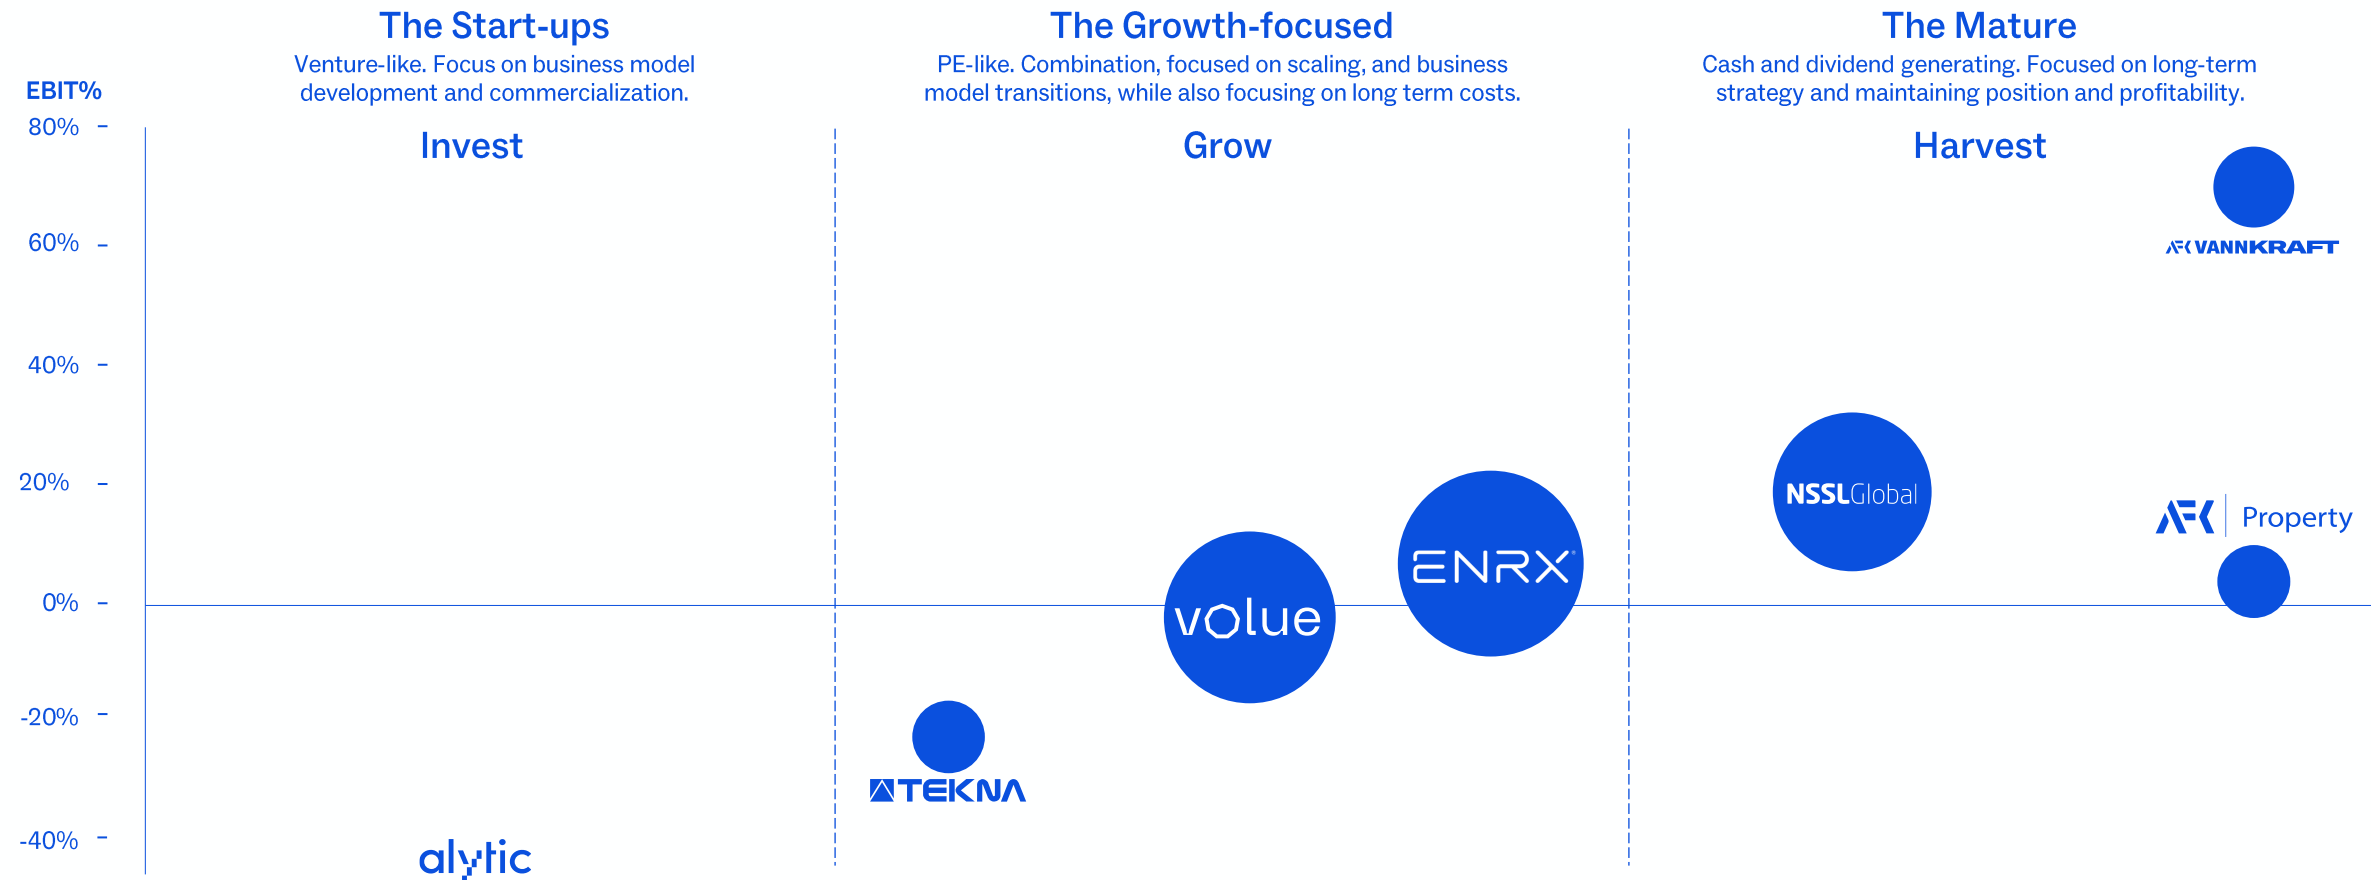 The Start-ups
Venture-like. Focus on business model
development and commercialization.
Invest
The Growth-focused
PE-like. Combination, focused on scaling, and business
model transitions, while also focusing on long term costs.
Grow
The Mature
Cash and dividend generating. Focused on long-term
strategy and maintaining position and profitability.
Harvest
EBIT%
80%
60%
40%
20%
0%
-20%
-40%
AFK VANNKRAFT
NSSLGlobal
AFK Property
ENRX
volue
TEKNA
alytic